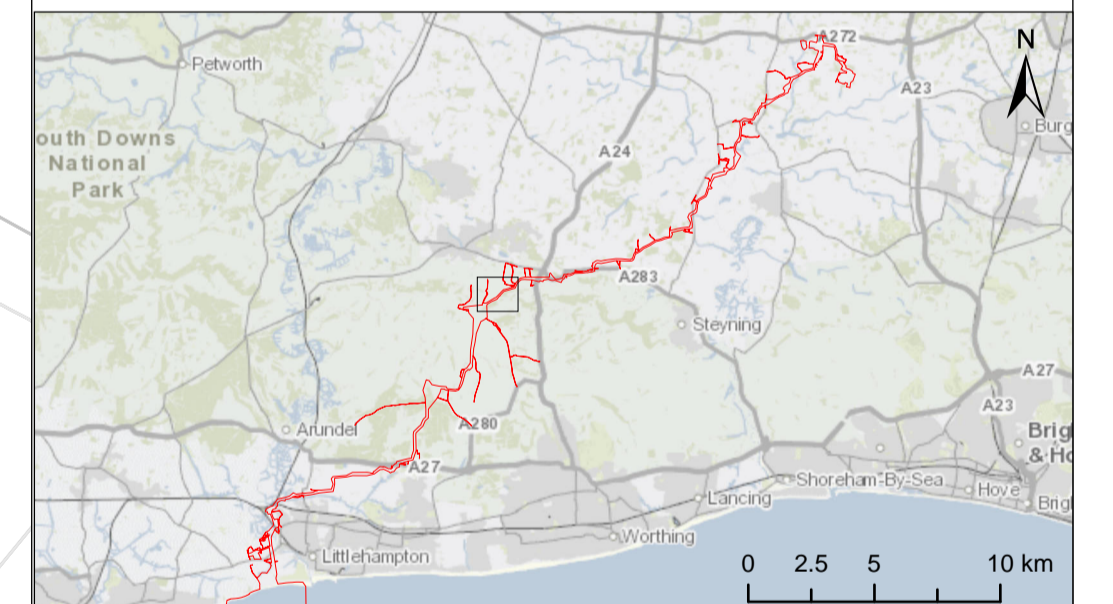 A272
N
Petworth
A23
Burg
outh Downs
National
Park
A24
A283
Steyning
A27
A23
Arundel
A280
Brig
& Ho
A27
Shoreham-By-Sea
Hove
Lancing
Brig
Worthing
Littlehampton
0 2.5 5 10 km